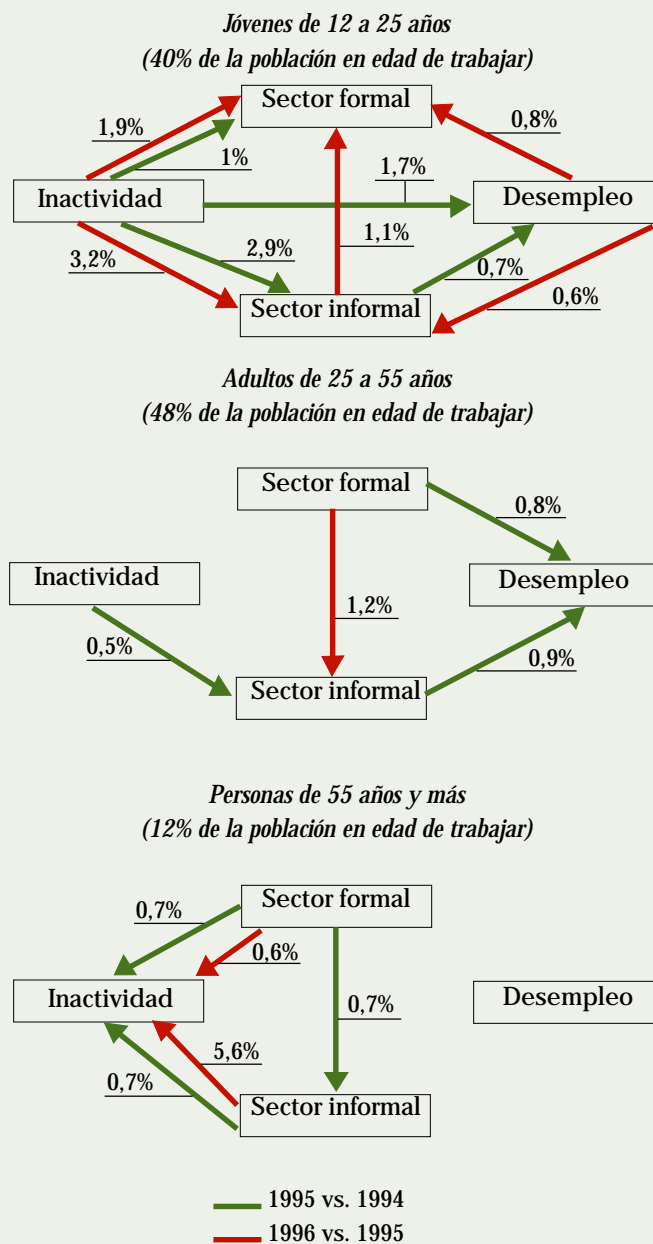 Jóvenes de 12 a 25 años
(40% de la población en edad de trabajar)
Sector formal
1,9%
0,8%
1%
1,7%
Inactividad
Desempleo
3,2%
2,9%
1,1%
0,7%
0,6%
Sector informal
Adultos de 25 a 55 años
(48% de la población en edad de trabajar)
Sector formal
0,8%
Inactividad
Desempleo
1,2%
0,5%
0,9%
Sector informal
Personas de 55 años y más
(12% de la población en edad de trabajar)
Sector formal
0,7%
0,6%
Inactividad
0,7%
Desempleo
5,6%
0,7%
Sector informal
1995 vs. 1994
1996 vs. 1995